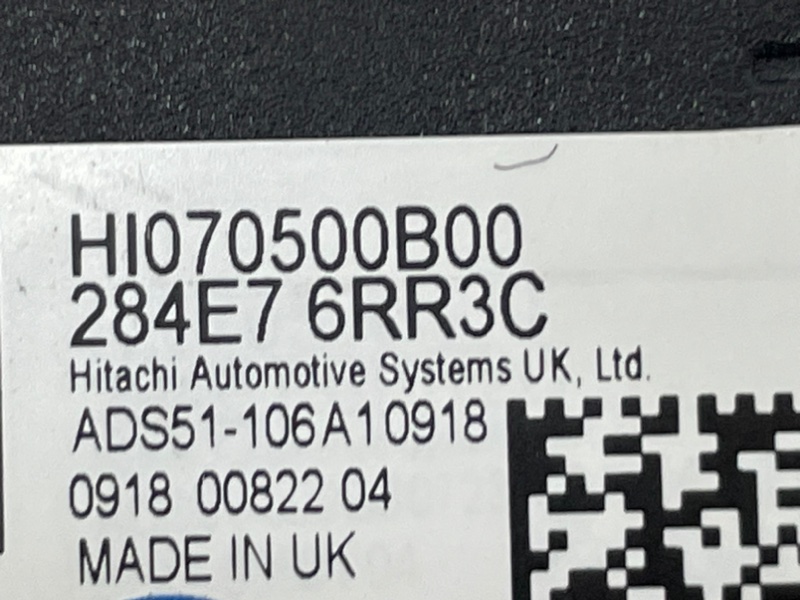 HI070500B00
284E7 6RR3C
Hitachi Automotive Systems UK, Ltd.
ADS51-106A10918
0918 00822 04
MADE IN UK